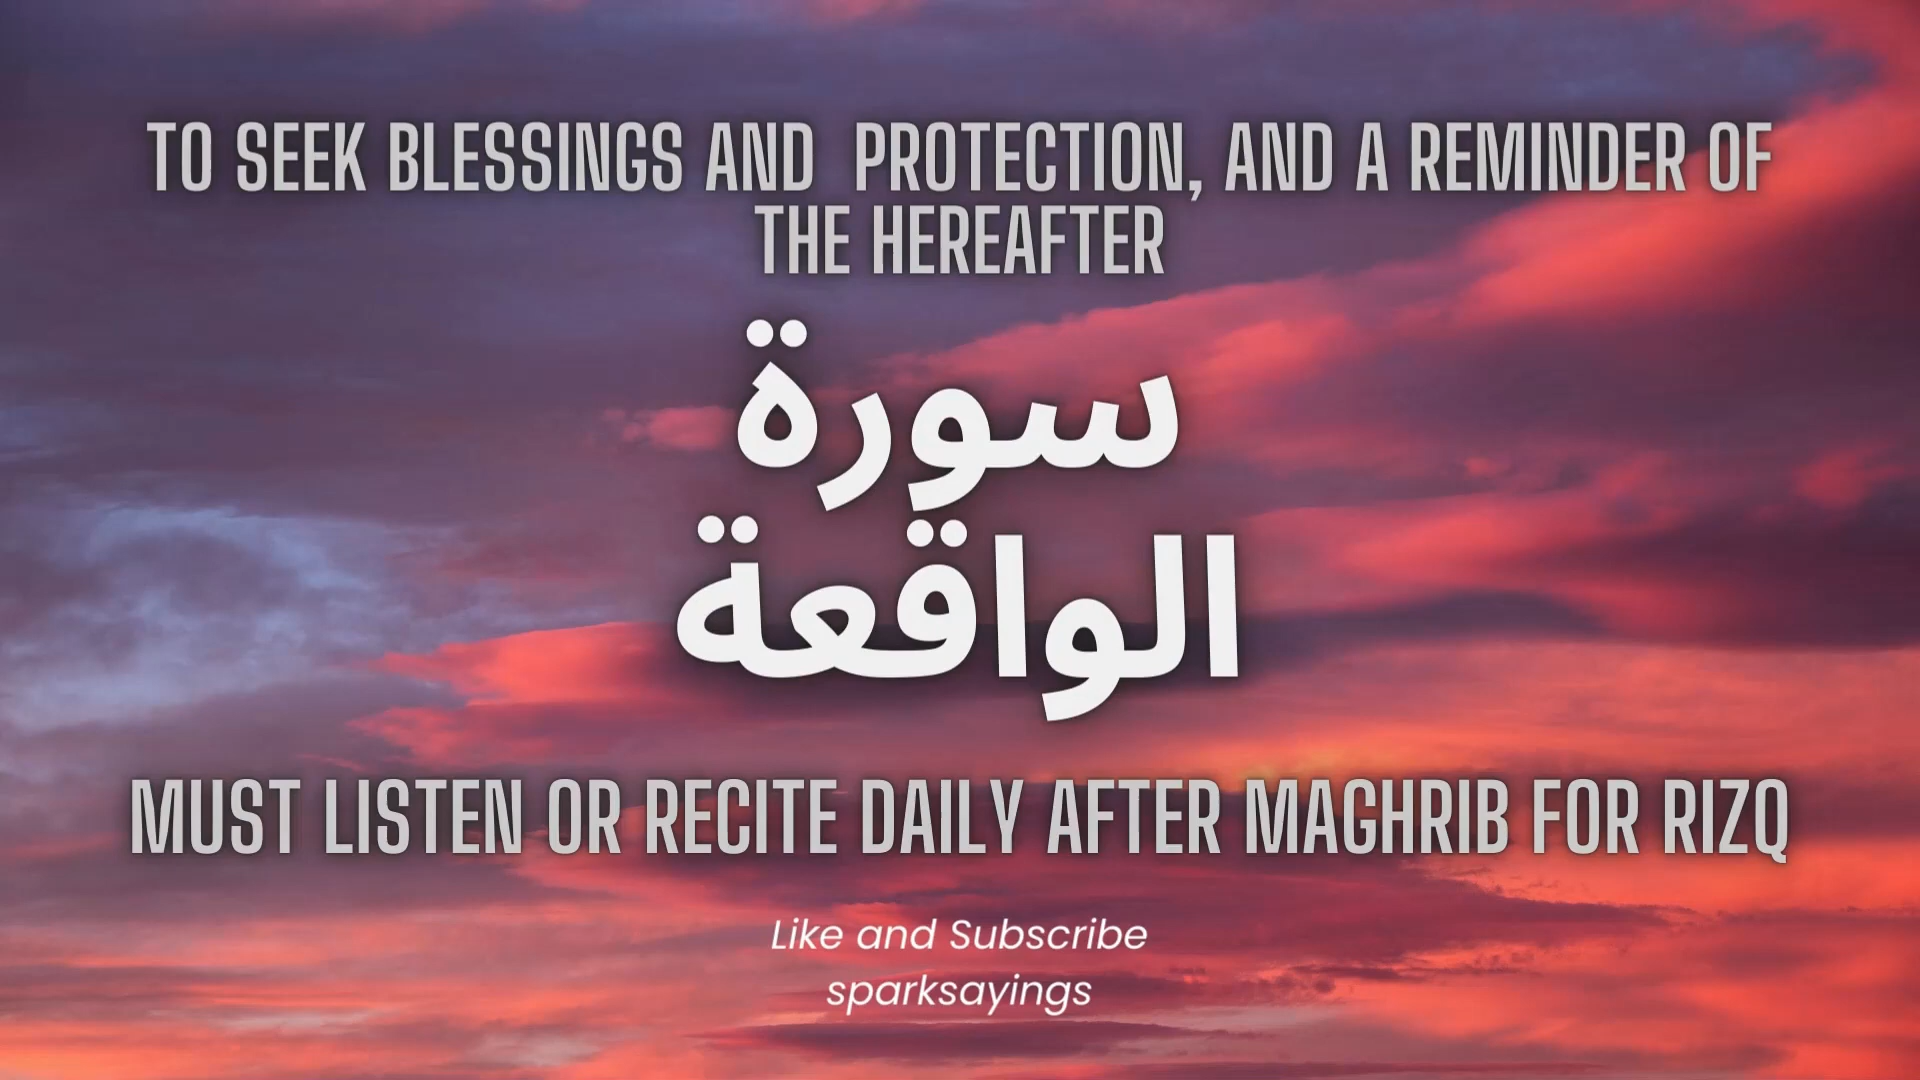 TO SEEK BLESSINGS AND PROTECTION, AND A REMINDER OF
THE HEREAFTER
سورة
الواقعة
MUST LISTEN OR RECITE DAILY AFTER MAGHRIB FOR RIZQ
Like and Subscribe
sparksayings